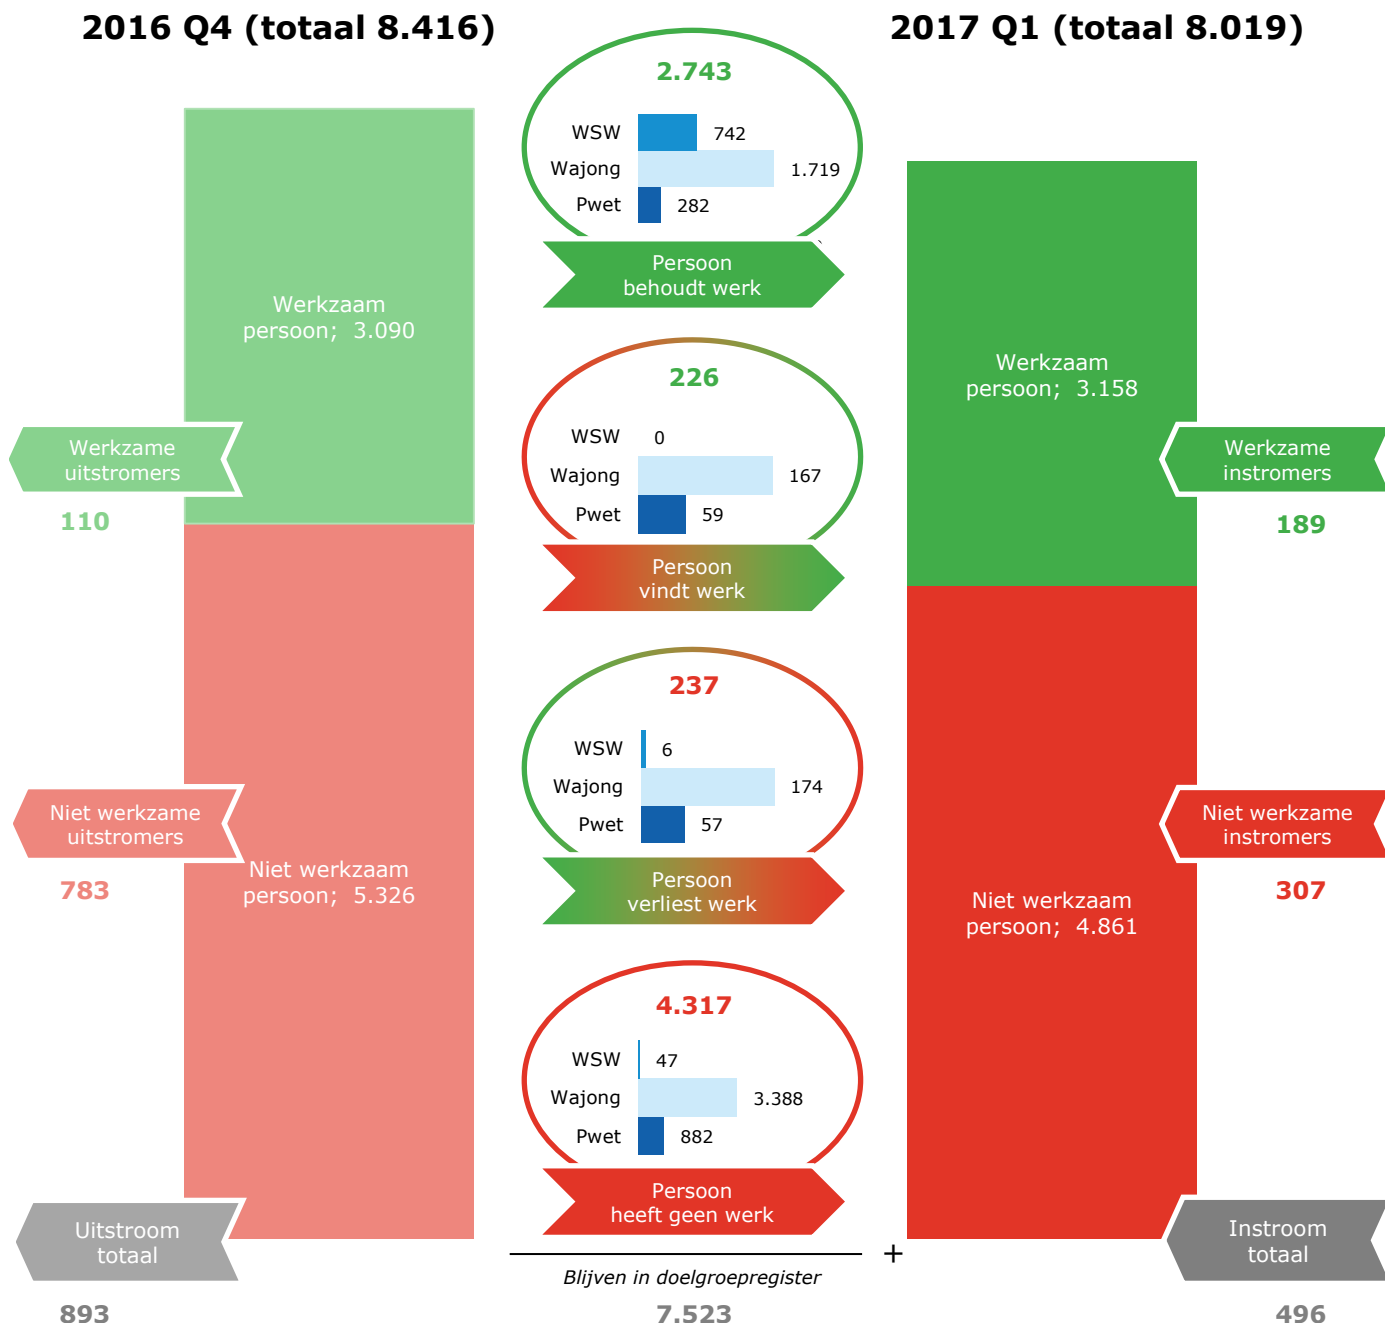 2016 Q4 (totaal 8.416)
2017 Q1 (totaal 8.019)
2.743
WSW 742
Wajong 1.719
Pwet 282
Persoon
behoudt werk
Werkzaam
persoon; 3.090
Werkzaam
persoon; 3.158
226
WSW 0
Wajong 167
Pwet 59
Persoon
vindt werk
Werkzame
uitstromers
110
Werkzame
instromers
189
237
WSW 6
Wajong 174
Pwet 57
Persoon
verliest werk
Niet werkzame
uitstromers
783
Niet werkzaam
persoon; 5.326
Niet werkzame
instromers
307
Niet werkzaam
persoon; 4.861
4.317
WSW 47
Wajong 3.388
Pwet 882
Persoon
heeft geen werk
Uitstroom
totaal
893
+
Blijven in doelgroepregister
7.523
Instroom
totaal
496